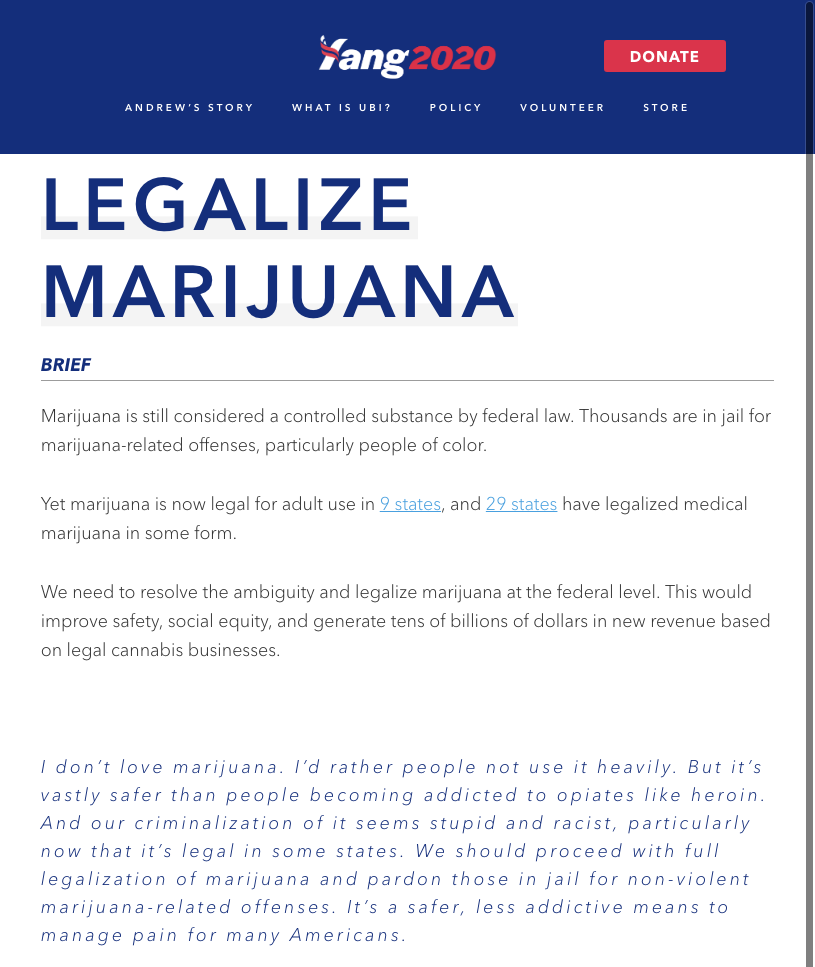 Yang2020
DONATE
ANDREW'S STORY WHAT IS UBI? POLICY VOLUNTEER STORE
LEGALIZE
MARIJUANA
BRIEF
Marijuana is still considered a controlled substance by federal law. Thousands are in jail for
marijuana-related offenses, particularly people of color.
Yet marijuana is now legal for adult use in 9 states, and 29 states have legalized medical
marijuana in some form.
We need to resolve the ambiguity and legalize marijuana at the federal level. This would
improve safety, social equity, and generate tens of billions of dollars in new revenue based
on legal cannabis businesses.
I don’t love marijuana. I’d rather people not use it heavily. But it’s
vastly safer than people becoming addicted to opiates like heroin.
And our criminalization of it seems stupid and racist, particularly
now that it’s legal in some states. We should proceed with full
legalization of marijuana and pardon those in jail for non-violent
marijuana-related offenses. It’s a safer, less addictive means to
manage pain for many Americans.